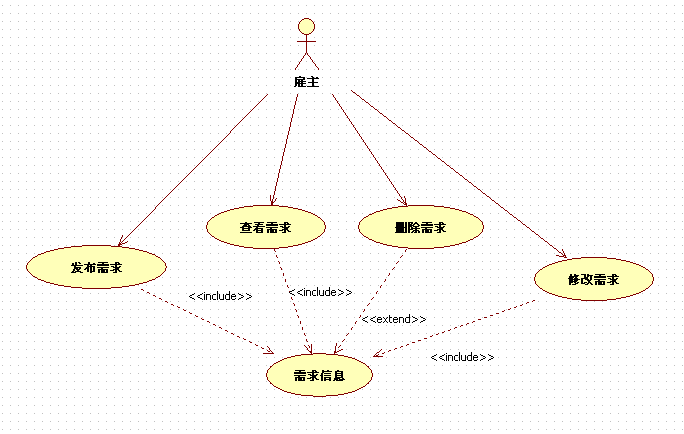 雇主
查看需求
删除需求
发布需求
修改需求
<<include>>
<<include>>
<<extend>>
<<include>>
需求信息